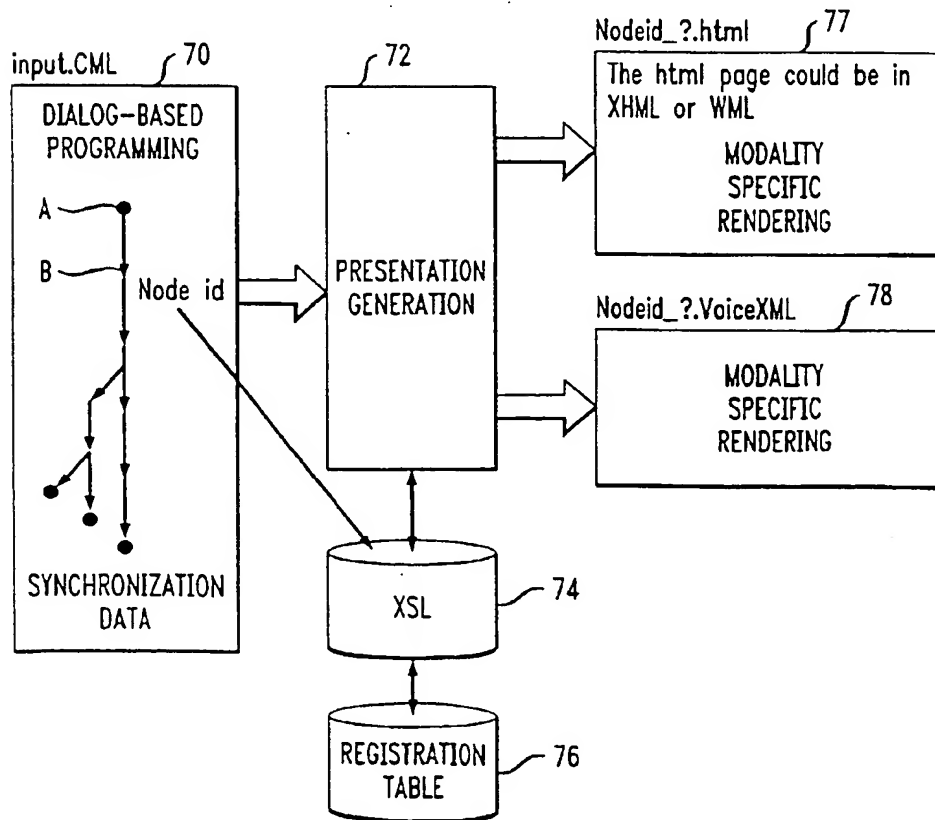 input.CML
70
DIALOG-BASED
PROGRAMMING
A
B
Node id
SYNCHRONIZATION
DATA
72
PRESENTATION
GENERATION
Nodeid_?.html
77
The html page could be in
XHML or WML
MODALITY
SPECIFIC
RENDERING
Nodeid_?.VoiceXML
78
MODALITY
SPECIFIC
RENDERING
XSL
74
REGISTRATION
TABLE
76